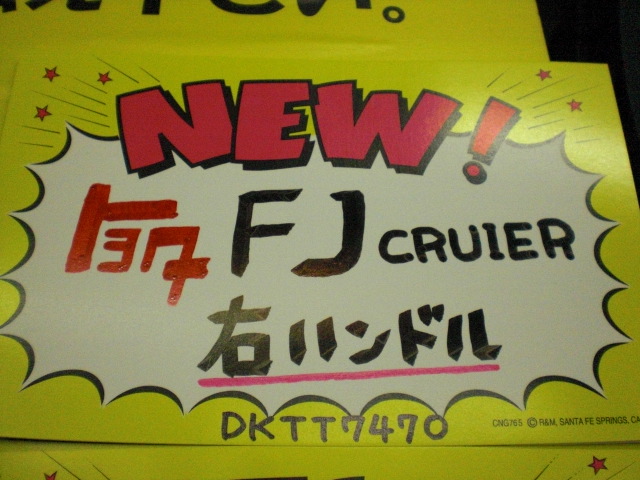 NEW!
トヨタ FJ CRUIER
右ハンドル
DKTT7470
CNG765 © R&M, SANTA FE SPRINGS, CA